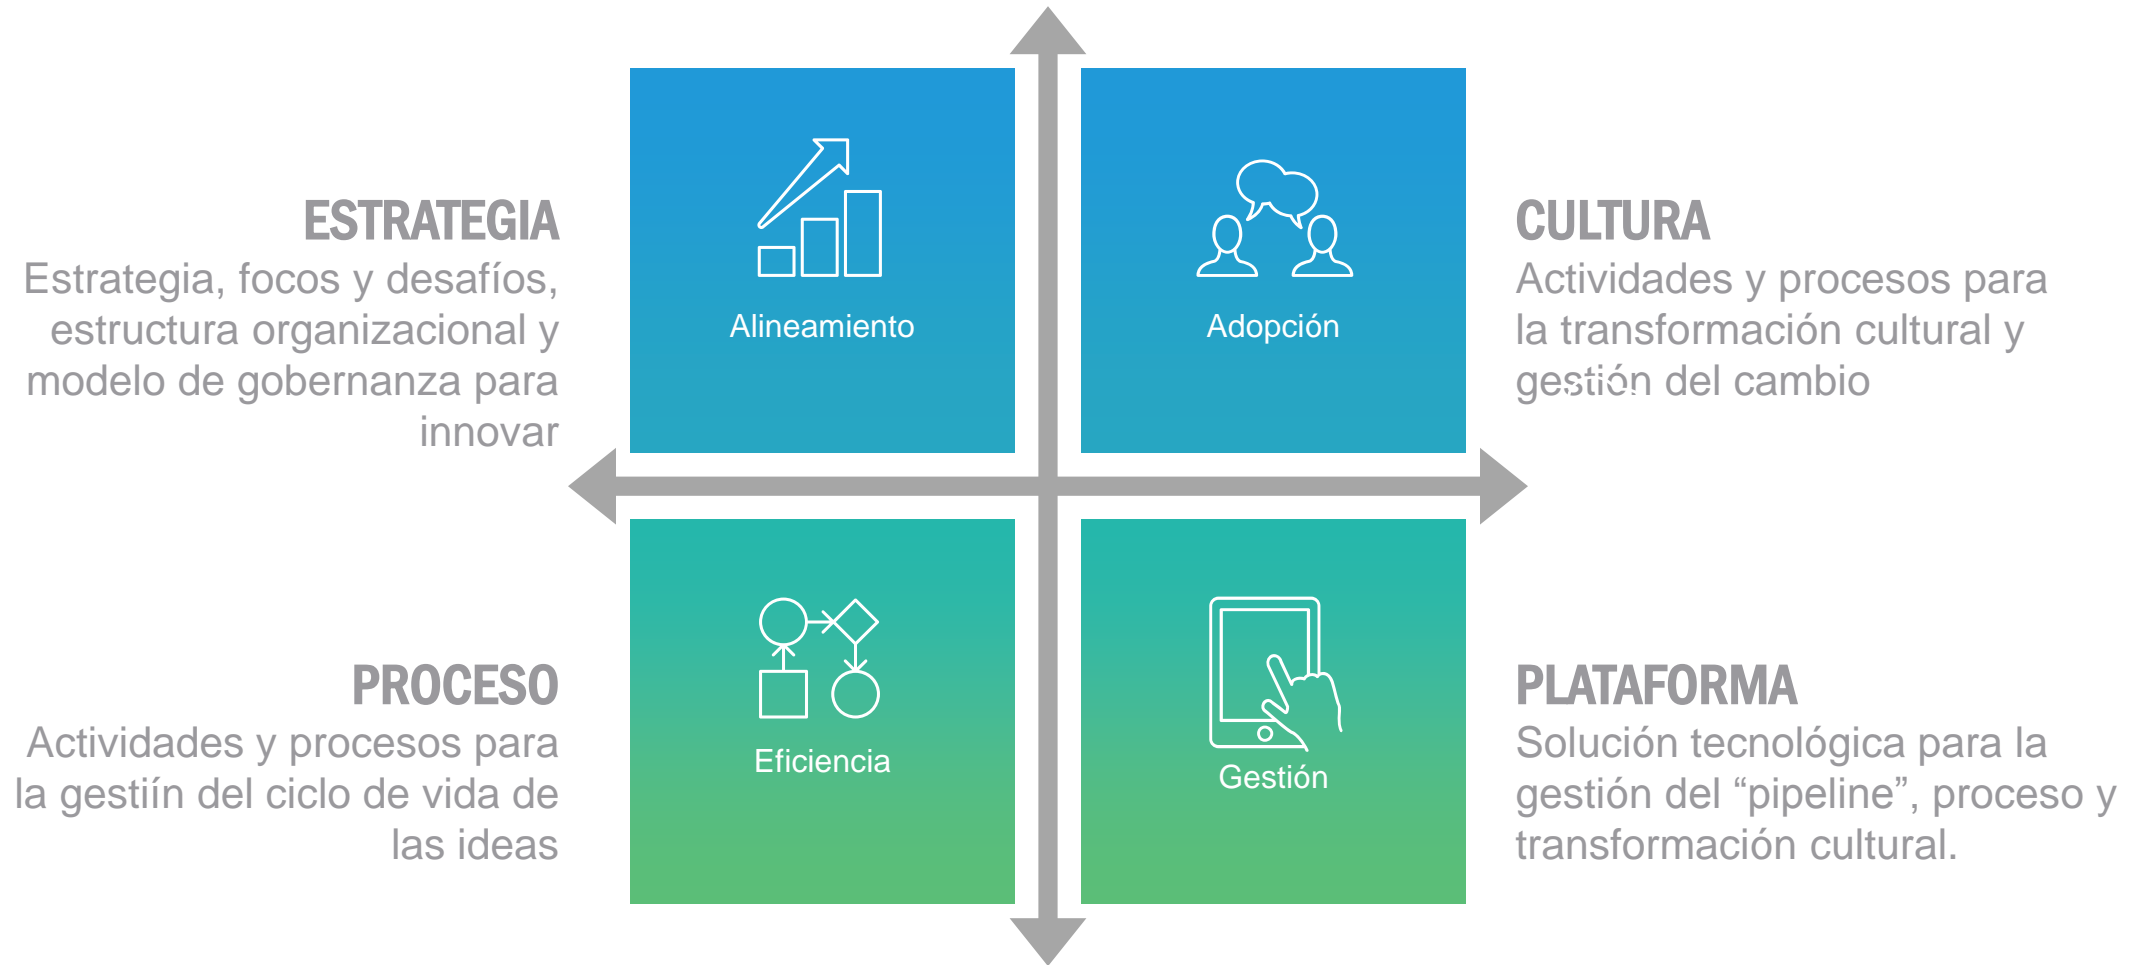 ESTRATEGIA
Estrategia, focos y desafíos,
estructura organizacional y
modelo de gobernanza para
innovar
Alineamiento
Adopción
CULTURA
Actividades y procesos para
la transformación cultural y
gestión del cambio
PROCESO
Actividades y procesos para
la gestiín del ciclo de vida de
las ideas
Eficiencia
Gestión
PLATAFORMA
Solución tecnológica para la
gestión del “pipeline”, proceso y
transformación cultural.